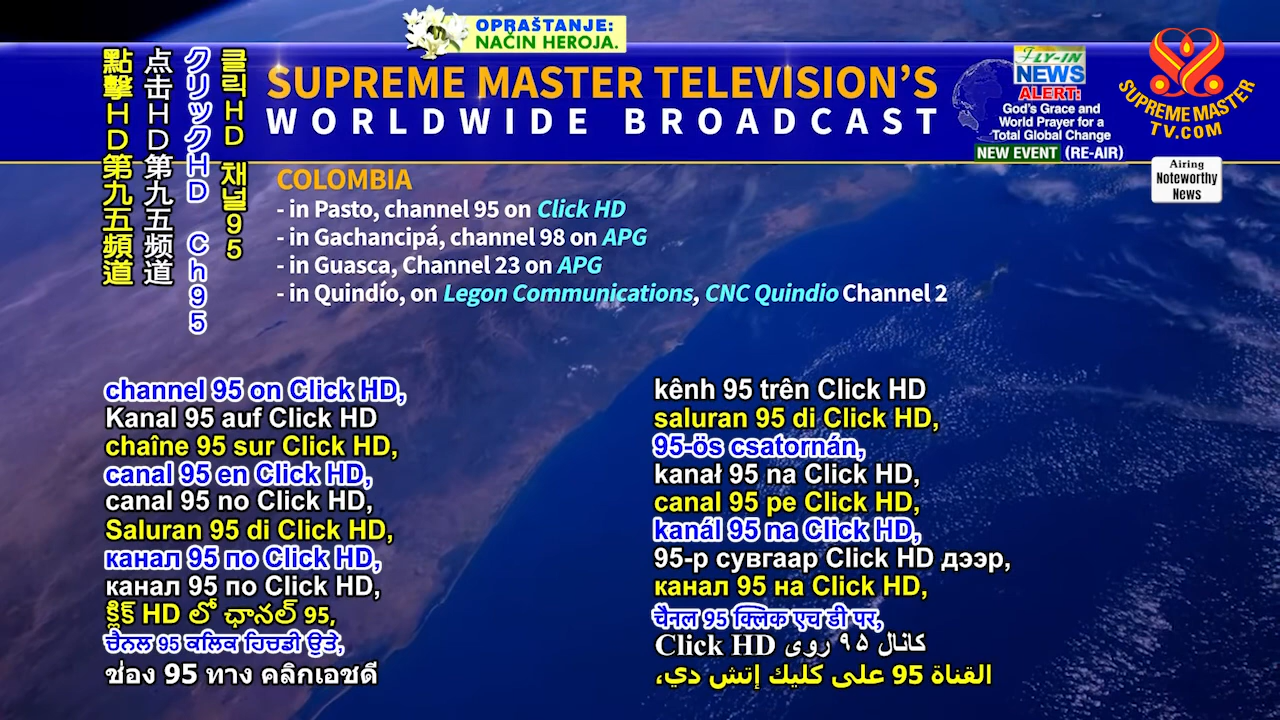 OPRAŠTANJE:
NAČIN HEROJA.
點擊HD第九五頻道
点击HD第九五频道
クリックHD Ch95
클릭HD 채널95
SUPREME MASTER TELEVISION’S
WORLDWIDE BROADCAST
FLY-IN
NEWS
ALERT:
God's Grace and
World Prayer for a
Total Global Change
NEW EVENT (RE-AIR)
SUPREME MASTER
TV.COM
Airing
Noteworthy
News
COLOMBIA
- in Pasto, channel 95 on Click HD
- in Gachancipá, channel 98 on APG
- in Guasca, Channel 23 on APG
- in Quindío, on Legon Communications, CNC Quindio Channel 2
channel 95 on Click HD,
Kanal 95 auf Click HD
chaîne 95 sur Click HD,
canal 95 en Click HD,
canal 95 no Click HD,
Saluran 95 di Click HD,
канал 95 по Click HD,
канал 95 по Click HD,
క్లిక్ HD లో ఛానల్ 95,
ਚੈਨਲ 95 ਕਲਿਕ ਹਿਚਡੀ ਉਤੇ,
ช่อง 95 ทาง คลิกเอชดี
kênh 95 trên Click HD
saluran 95 di Click HD,
95-ös csatornán,
kanał 95 na Click HD,
canal 95 pe Click HD,
kanál 95 na Click HD,
95-р сувгаар Click HD дээр,
канал 95 на Click HD,
चैनल 95 क्लिक एच डी पर,
کانال ۹۵ روی Click HD
القناة 95 على كليك إتش دي،